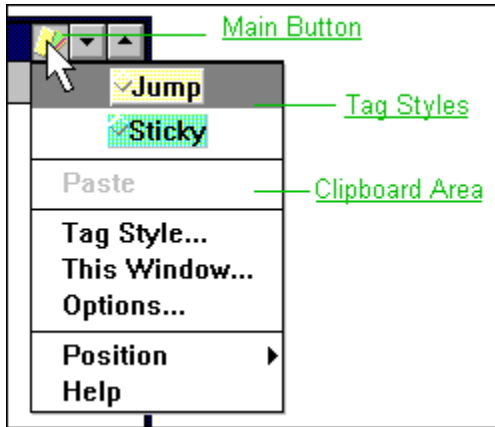 Main Button
Jump
Tag Styles
Sticky
Paste
Clipboard Area
Tag Style...
This Window...
Options...
Position
Help